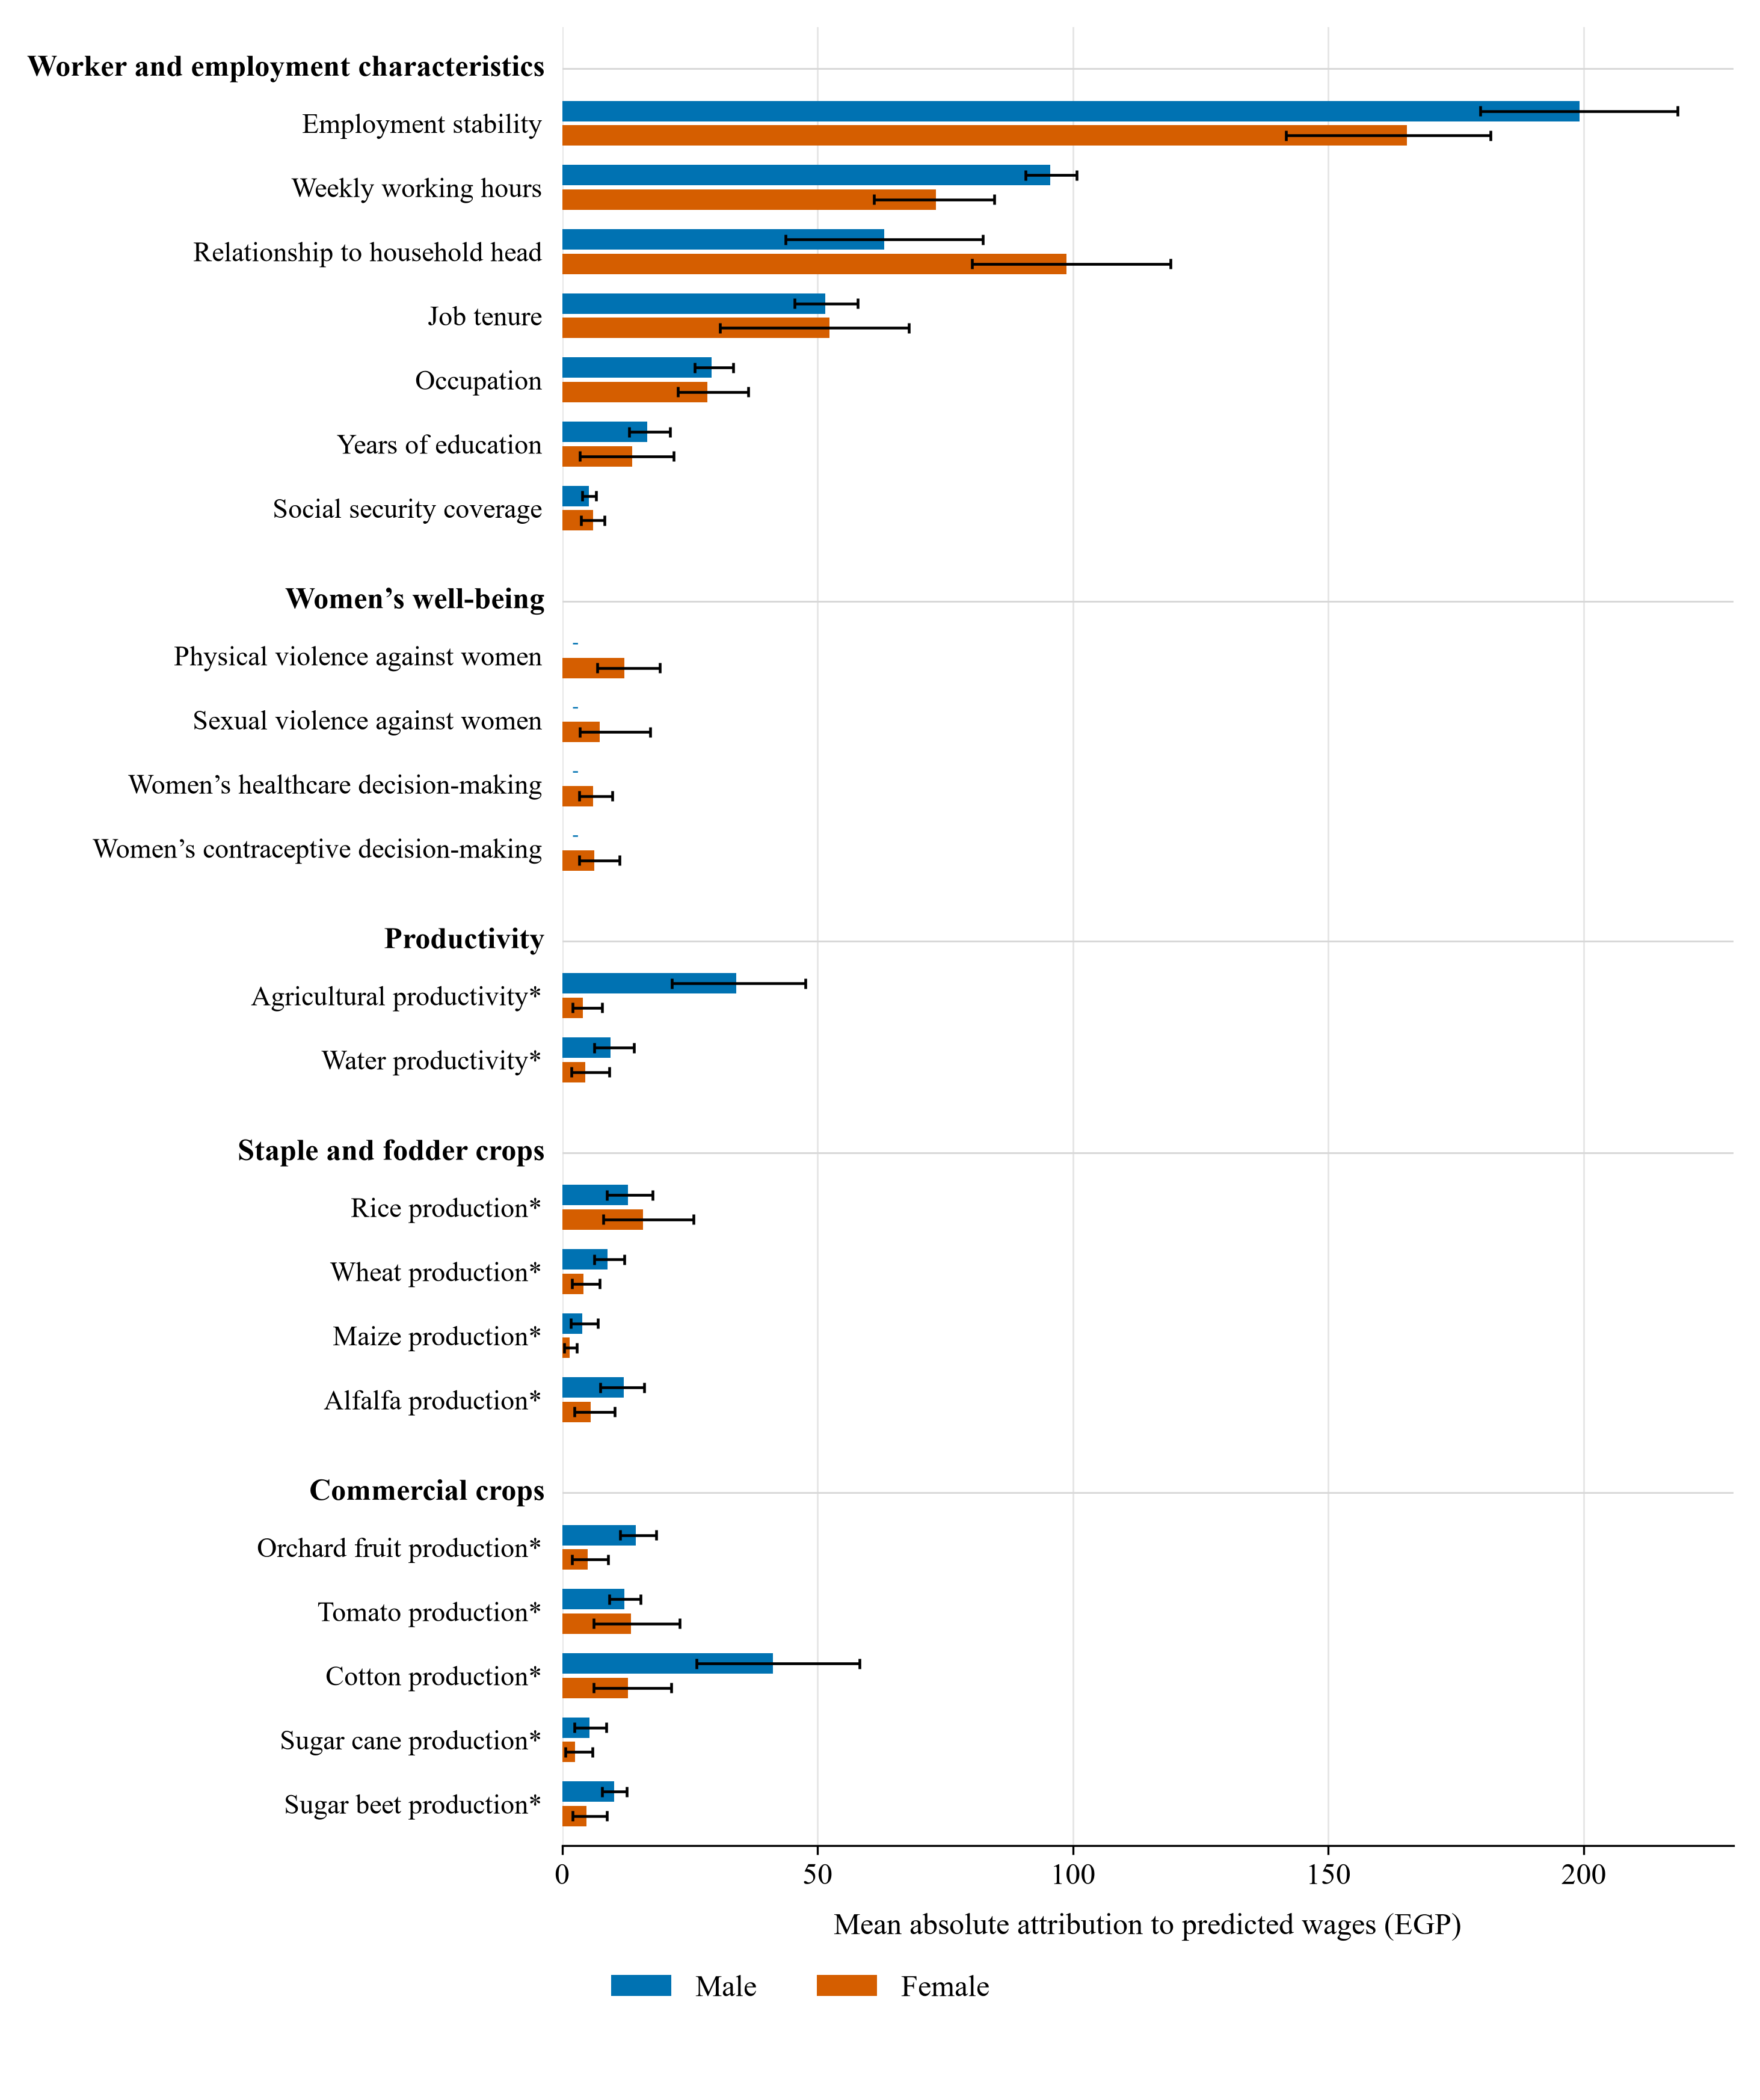 Worker and employment characteristics
Employment stability
Weekly working hours
Relationship to household head
Job tenure
Occupation
Years of education
Social security coverage
Women’s well-being
Physical violence against women
-
Sexual violence against women
-
Women’s healthcare decision-making
-
Women’s contraceptive decision-making
-
Productivity
Agricultural productivity*
Water productivity*
Staple and fodder crops
Rice production*
Wheat production*
Maize production*
Alfalfa production*
Commercial crops
Orchard fruit production*
Tomato production*
Cotton production*
Sugar cane production*
Sugar beet production*
0 50 100 150 200
Mean absolute attribution to predicted wages (EGP)
Male Female